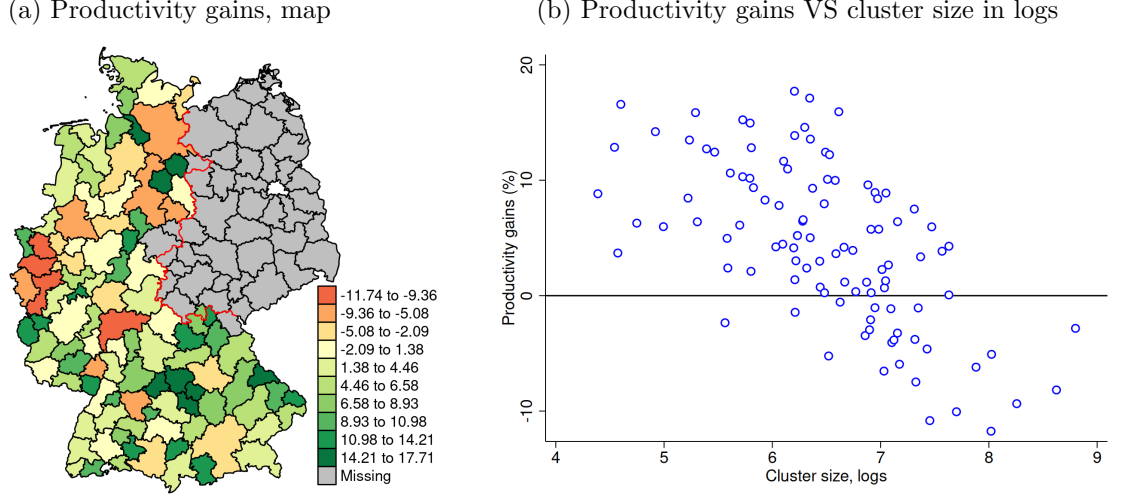 (a) Productivity gains, map
-11.74 to -9.36
-9.36 to -5.08
-5.08 to -2.09
-2.09 to 1.38
1.38 to 4.46
4.46 to 6.58
6.58 to 8.93
8.93 to 10.98
10.98 to 14.21
14.21 to 17.71
Missing
(b) Productivity gains VS cluster size in logs
Productivity gains (%)
20
10
0
-10
4 5 6 7 8 9
Cluster size, logs